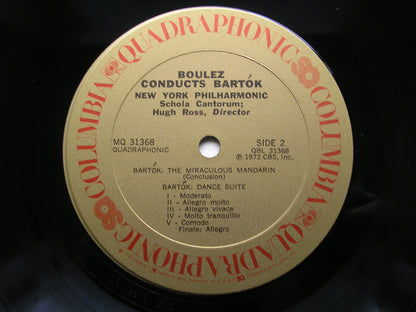 COLUMBIA QUADRAPHONIC SQ COLUMBIA QUADRAPHONIC SQ
BOULEZ
CONDUCTS BARTÓK
NEW YORK PHILHARMONIC
Schola Cantorum;
Hugh Ross, Director
MQ 31368
QUADRAPHONIC
SIDE 2
QBL 31368
℗ 1972 CBS, Inc.
BARTÓK: THE MIRACULOUS MANDARIN
(Conclusion)
BARTÓK: DANCE SUITE
I - Moderato
II - Allegro molto
III - Allegro vivace
IV - Molto tranquillo
V - Comodo
Finale: Allegro